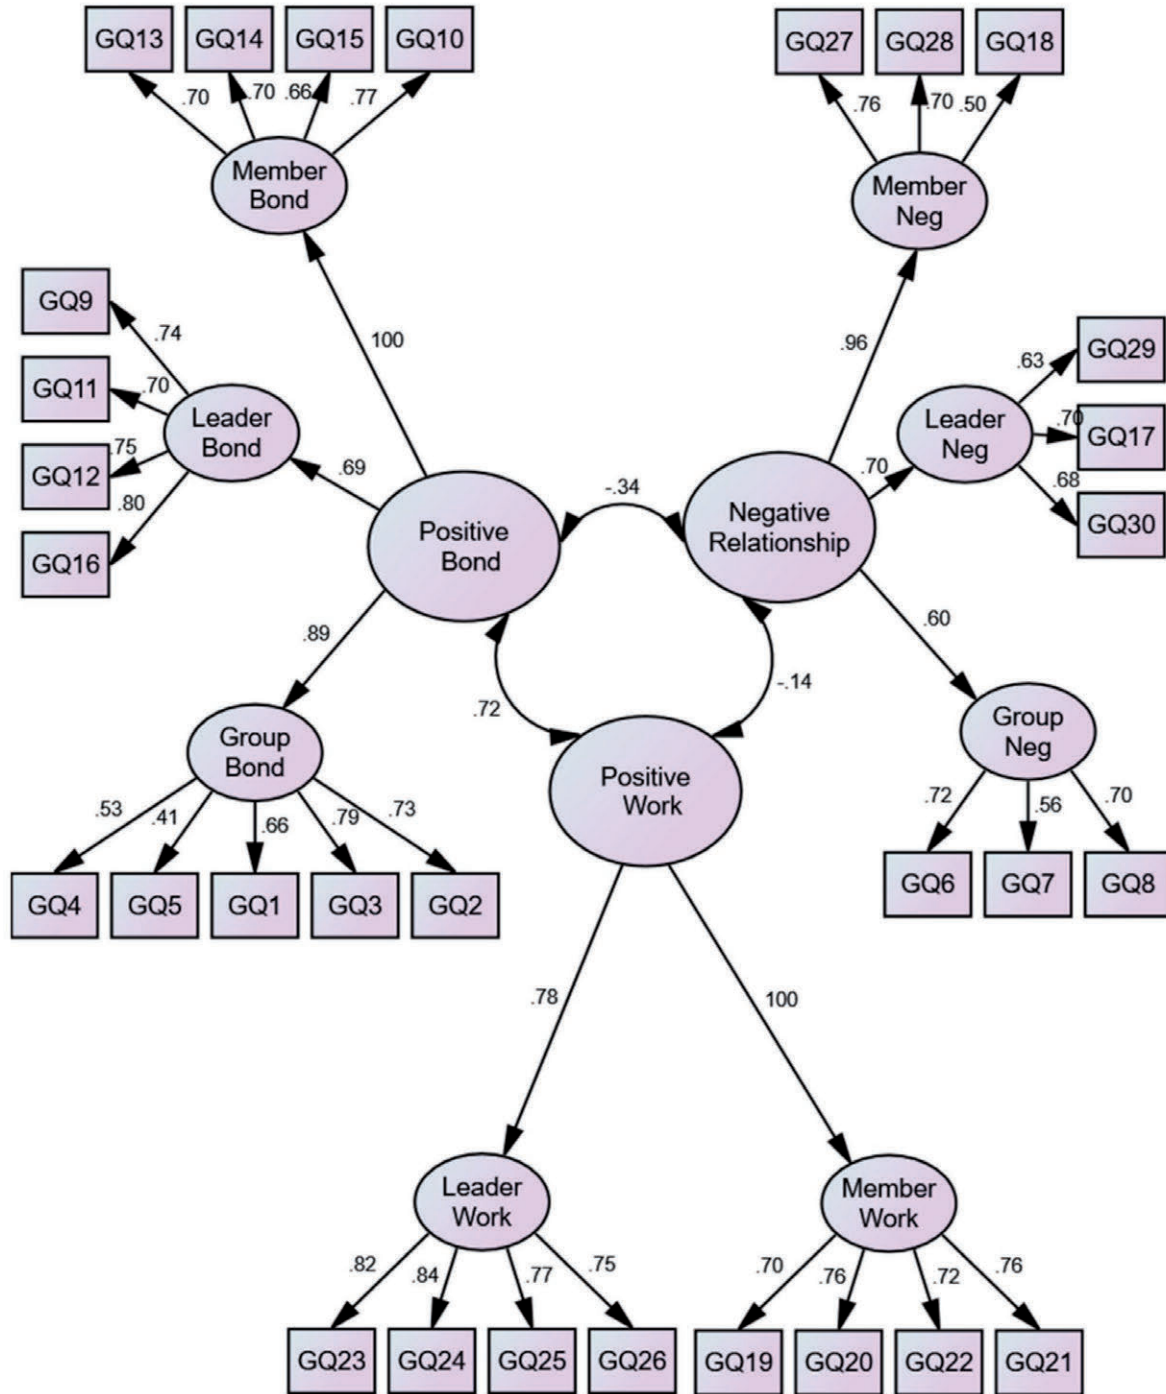 GQ13 GQ14 GQ15 GQ10
.70 .70 .66 .77
Member
Bond
GQ27 GQ28 GQ18
.76 .70 .50
Member
Neg
GQ9
GQ11
GQ12
GQ16
.74
.70
.75
.80
Leader
Bond
100
.69
.96
.70
Leader
Neg
.63
.70
.68
GQ29
GQ17
GQ30
Positive
Bond
-.34
Negative
Relationship
.89
.72
-.14
.60
Group
Bond
.53 .41 .66 .79 .73
GQ4 GQ5 GQ1 GQ3 GQ2
Positive
Work
Group
Neg
.72 .56 .70
GQ6 GQ7 GQ8
.78
100
Leader
Work
.82 .84 .77 .75
GQ23 GQ24 GQ25 GQ26
Member
Work
.70 .76 .72 .76
GQ19 GQ20 GQ22 GQ21